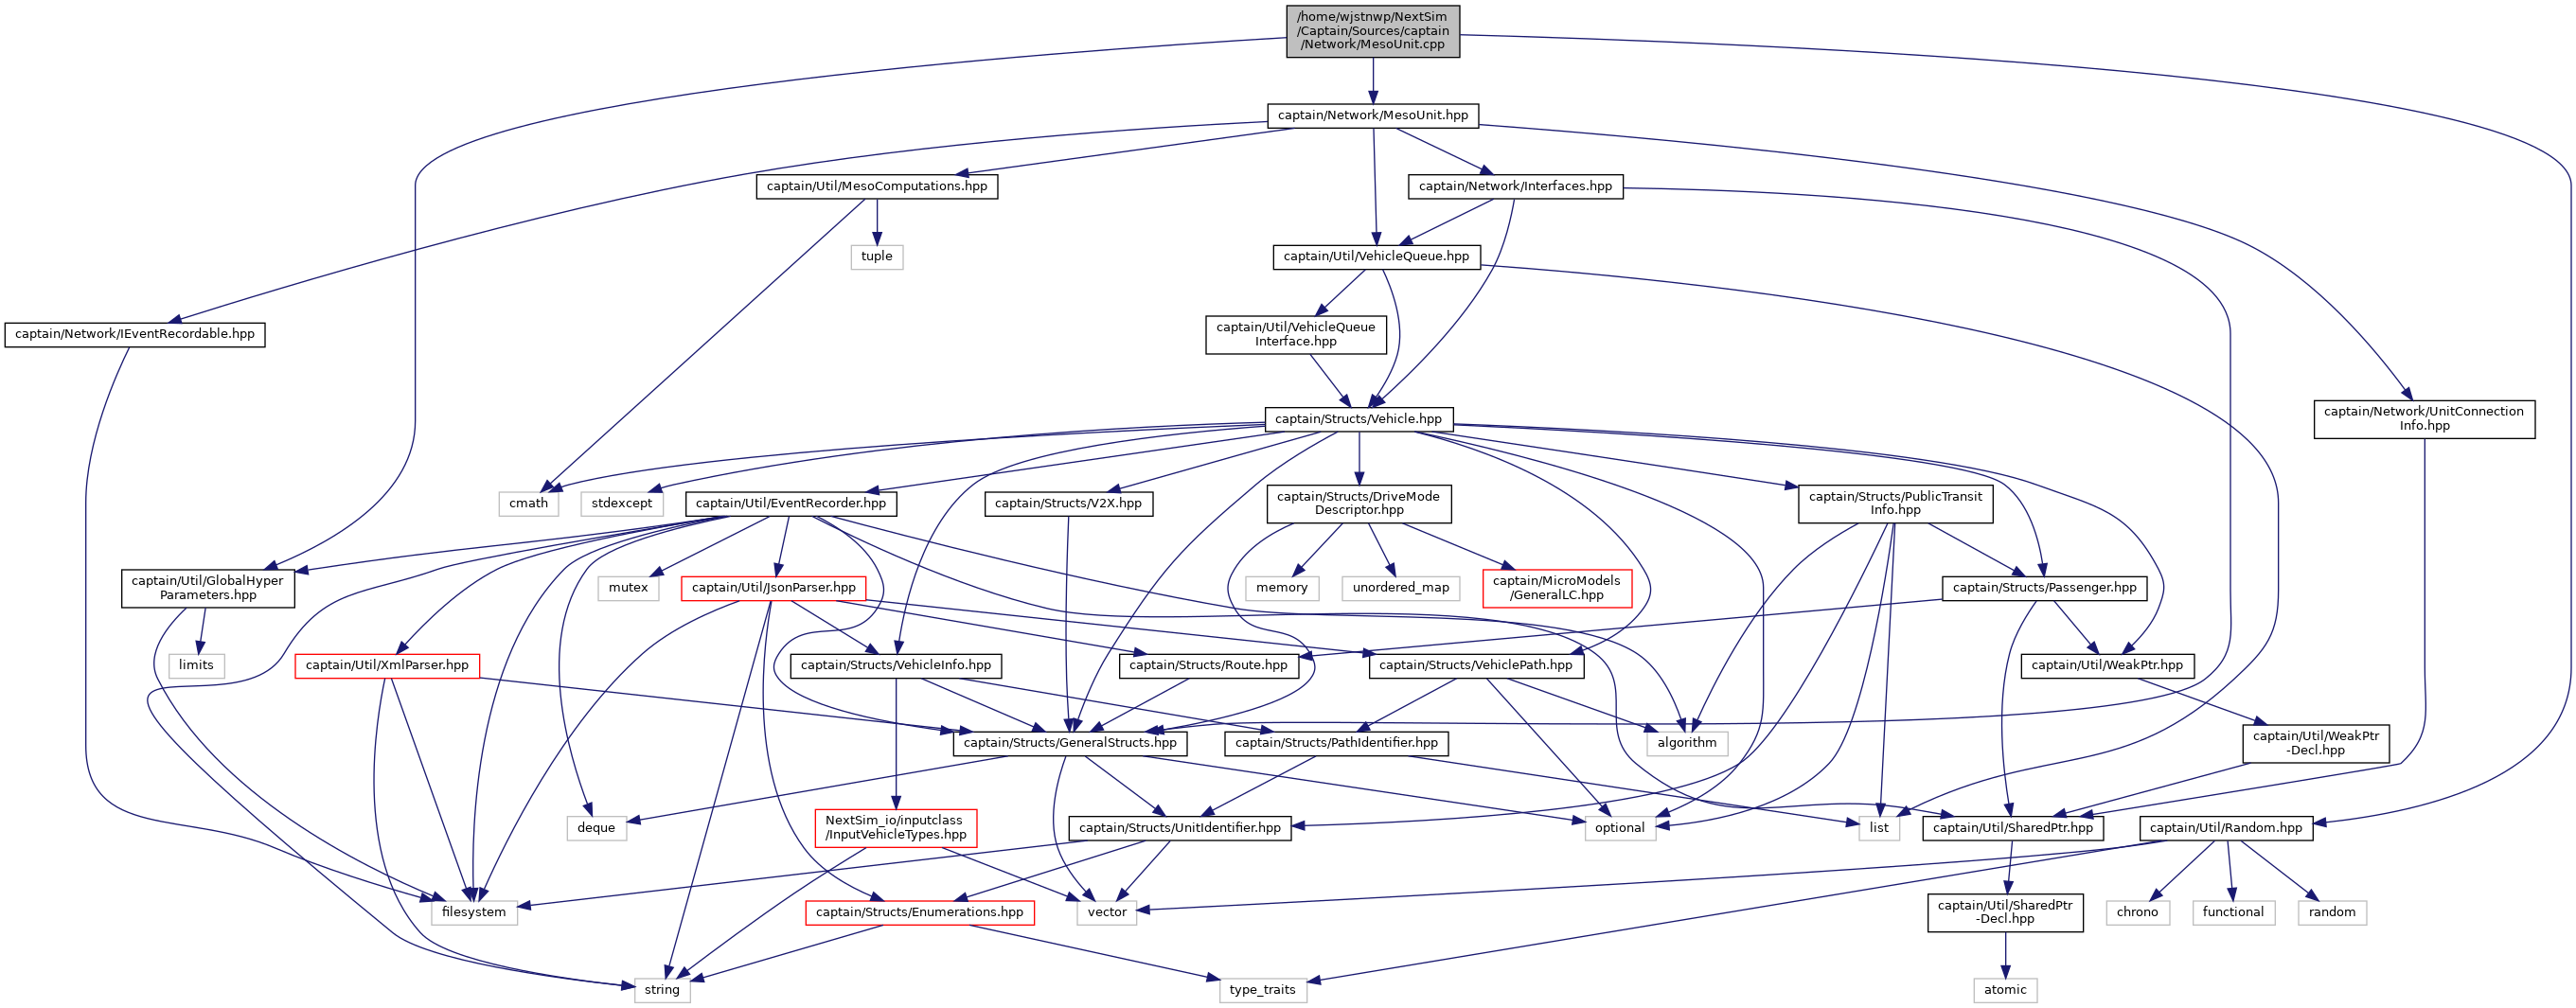 /home/wjstnwp/NextSim
/Captain/Sources/captain
/Network/MesoUnit.cpp
captain/Network/MesoUnit.hpp
captain/Util/MesoComputations.hpp
captain/Network/Interfaces.hpp
tuple
captain/Util/VehicleQueue.hpp
captain/Network/IEventRecordable.hpp
captain/Util/VehicleQueue
Interface.hpp
captain/Structs/Vehicle.hpp
captain/Network/UnitConnection
Info.hpp
cmath
stdexcept
captain/Util/EventRecorder.hpp
captain/Structs/V2X.hpp
captain/Structs/DriveMode
Descriptor.hpp
captain/Structs/PublicTransit
Info.hpp
captain/Util/GlobalHyper
Parameters.hpp
mutex
captain/Util/JsonParser.hpp
memory
unordered_map
captain/MicroModels
/GeneralLC.hpp
captain/Structs/Passenger.hpp
limits
captain/Util/XmlParser.hpp
captain/Structs/VehicleInfo.hpp
captain/Structs/Route.hpp
captain/Structs/VehiclePath.hpp
captain/Util/WeakPtr.hpp
captain/Structs/GeneralStructs.hpp
captain/Structs/PathIdentifier.hpp
algorithm
captain/Util/WeakPtr
-Decl.hpp
deque
NextSim_io/inputclass
/InputVehicleTypes.hpp
captain/Structs/UnitIdentifier.hpp
optional
list
captain/Util/SharedPtr.hpp
captain/Util/Random.hpp
filesystem
captain/Structs/Enumerations.hpp
vector
captain/Util/SharedPtr
-Decl.hpp
chrono
functional
random
string
type_traits
atomic